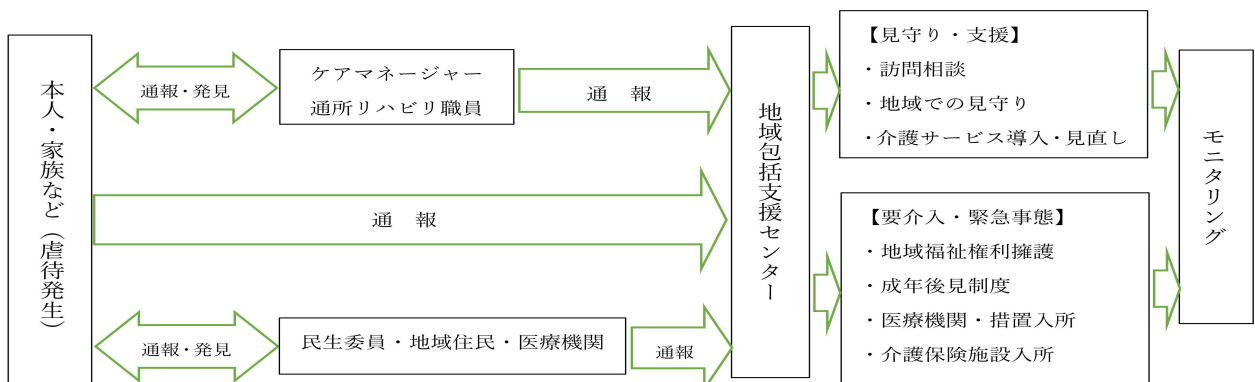 本人・家族など（虐待発生）
通報・発見
ケアマネージャー
通所リハビリ職員
通　報
通　報
通報・発見
民生委員・地域住民・医療機関
通報
地域包括支援センター
【見守り・支援】
・訪問相談
・地域での見守り
・介護サービス導入・見直し
【要介入・緊急事態】
・地域福祉権利擁護
・成年後見制度
・医療機関・措置入所
・介護保険施設入所
モニタリング